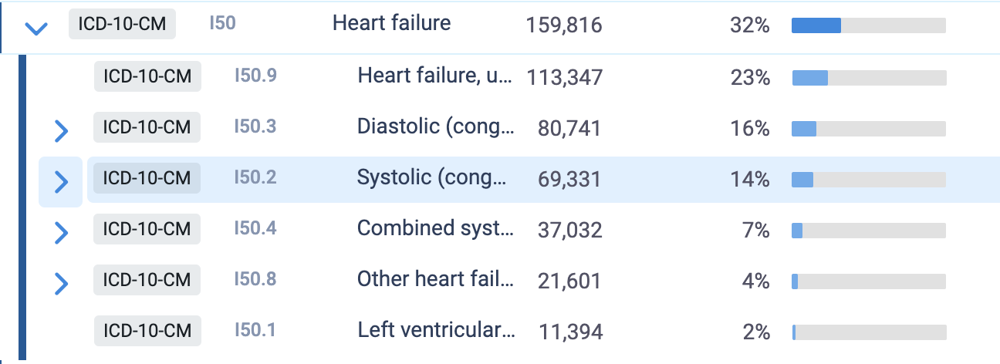 ICD-10-CM I50 Heart failure 159,816 32%
ICD-10-CM I50.9 Heart failure, u... 113,347 23%
ICD-10-CM I50.3 Diastolic (cong... 80,741 16%
ICD-10-CM I50.2 Systolic (cong... 69,331 14%
ICD-10-CM I50.4 Combined syst... 37,032 7%
ICD-10-CM I50.8 Other heart fail... 21,601 4%
ICD-10-CM I50.1 Left ventricular... 11,394 2%